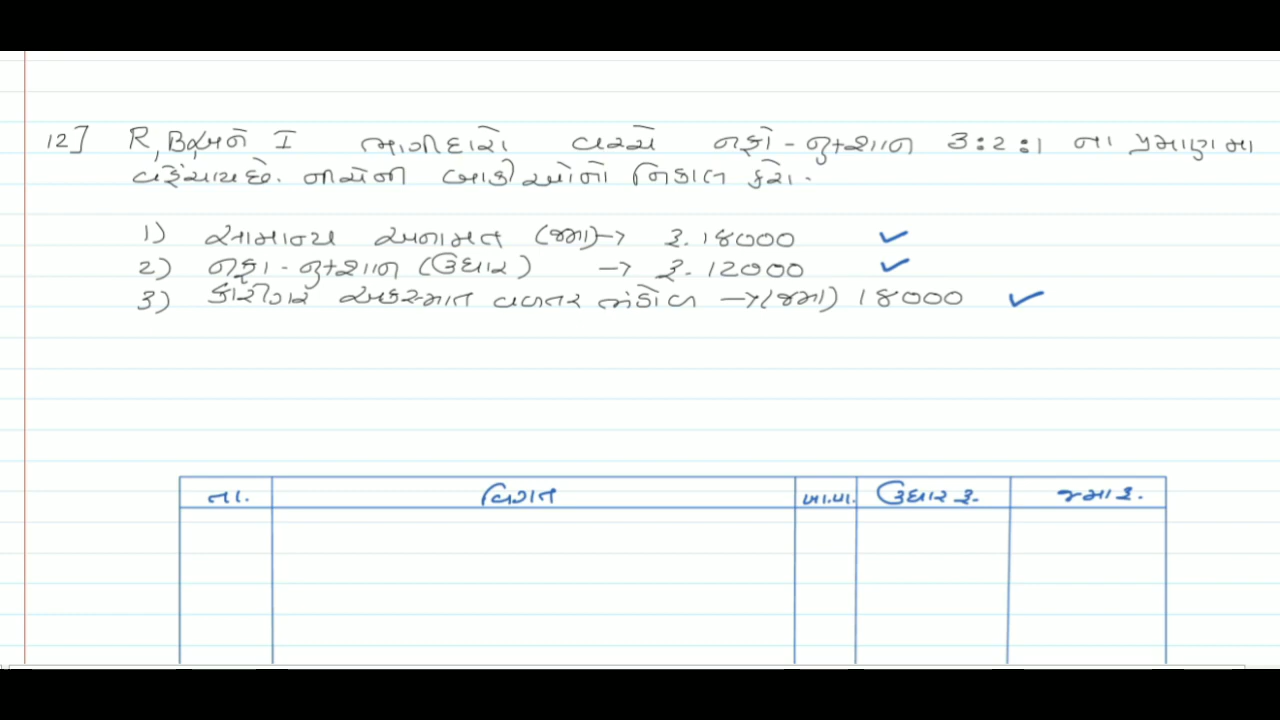 12] R, B અને I ભાગીદારો વચ્ચે નફો - નુકશાન 3:2:1 ના પ્રમાણમા
વહેંચાય છે. નીચેની બાકીઓનો નિકાલ કરો.
1) સામાન્ય અનામત (જમા) → રૂ. 18000 ✓
2) નફા - નુકશાન (ઉધાર) → રૂ. 12000 ✓
3) કારીગર અકસ્માત વળતર ભંડોળ → (જમા) 18000 ✓
તા. વિગત ખા.પા. ઉધાર રૂ. જમા રૂ.